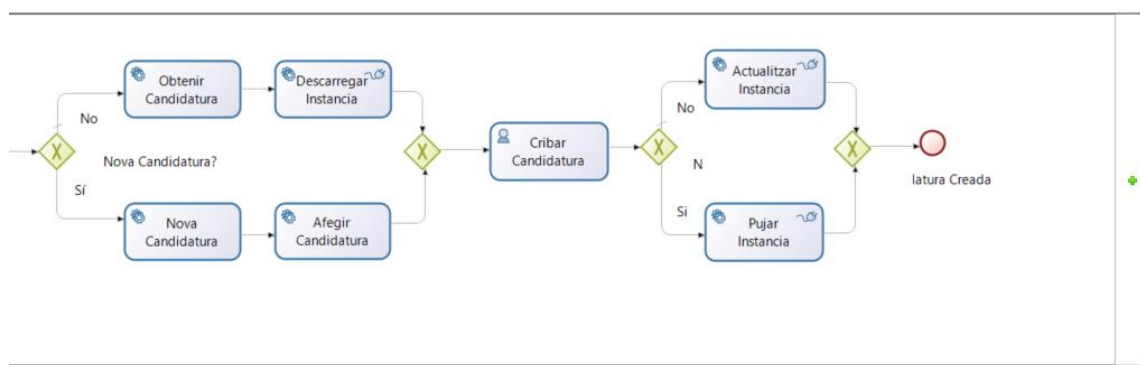 Obtenir
Candidatura
Descarregar
Instancia
No
Nova Candidatura?
Sí
Nova
Candidatura
Afegir
Candidatura
Cribar
Candidatura
Actualitzar
Instancia
No
N
Si
Pujar
Instancia
latura Creada